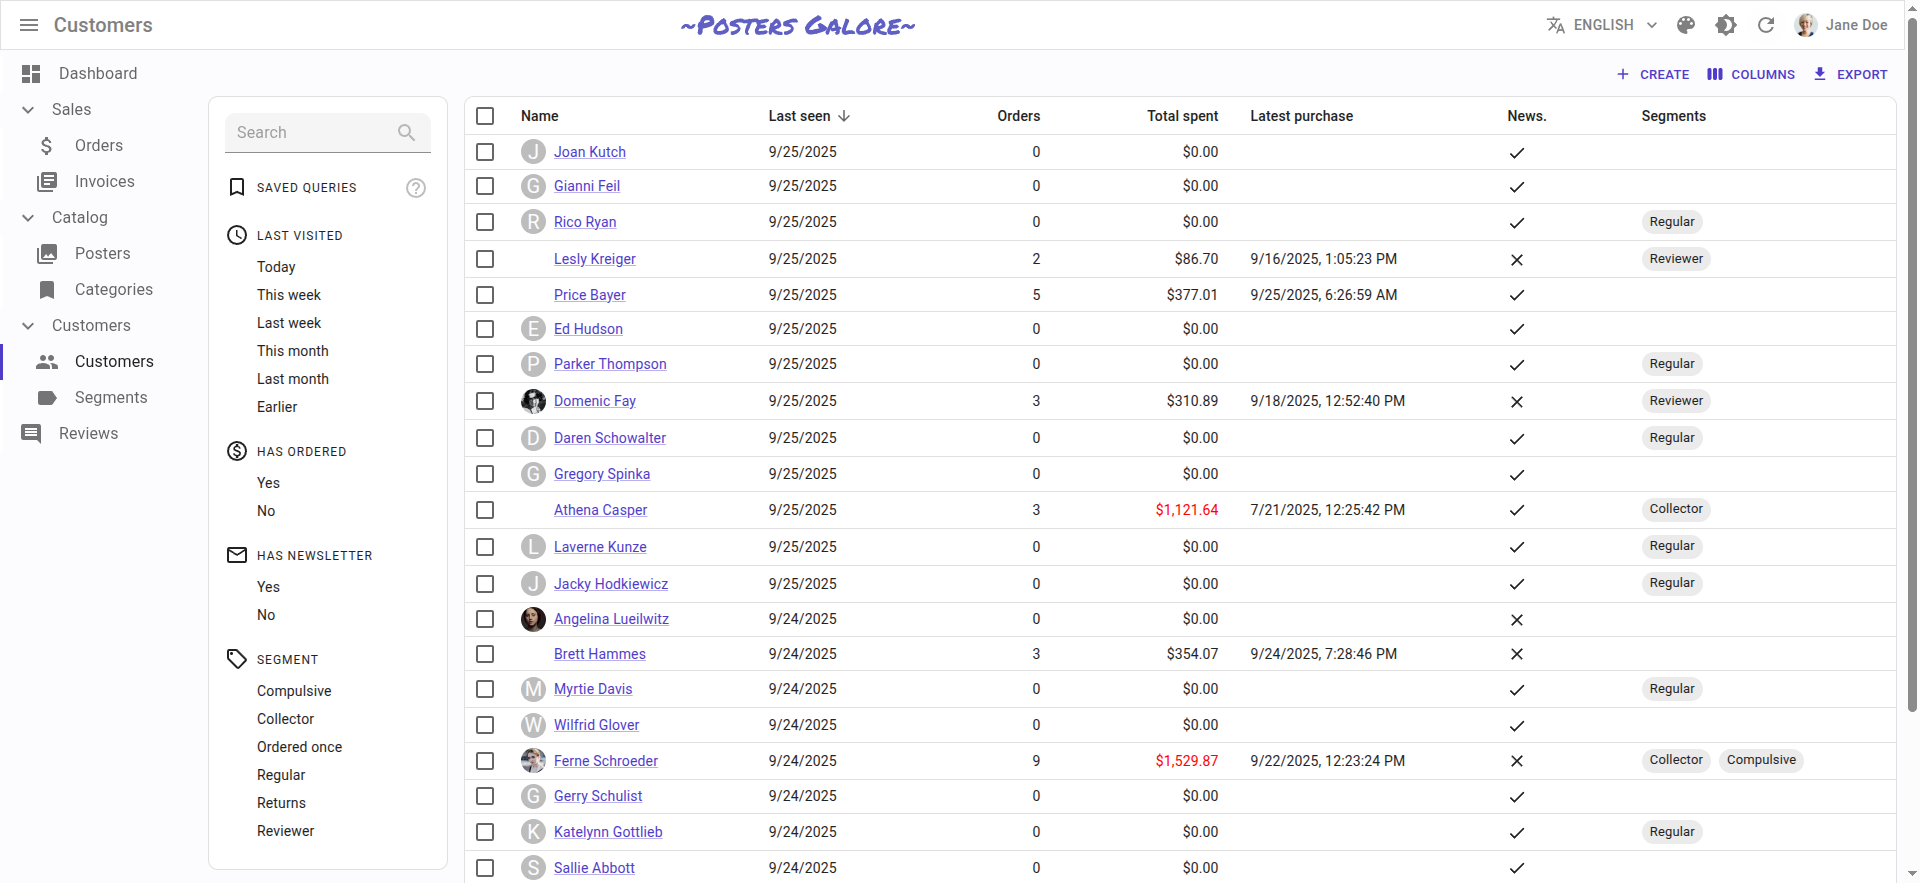 Customers
~Posters Galore~
ENGLISH
Jane Doe
Dashboard
Sales
Orders
Invoices
Catalog
Posters
Categories
Customers
Customers
Segments
Reviews
CREATE
COLUMNS
EXPORT
Search
SAVED QUERIES
?
LAST VISITED
Today
This week
Last week
This month
Last month
Earlier
HAS ORDERED
Yes
No
HAS NEWSLETTER
Yes
No
SEGMENT
Compulsive
Collector
Ordered once
Regular
Returns
Reviewer
Name Last seen Orders Total spent Latest purchase News. Segments
J Joan Kutch 9/25/2025 0 $0.00
G Gianni Feil 9/25/2025 0 $0.00
R Rico Ryan 9/25/2025 0 $0.00 Regular
Lesly Kreiger 9/25/2025 2 $86.70 9/16/2025, 1:05:23 PM Reviewer
Price Bayer 9/25/2025 5 $377.01 9/25/2025, 6:26:59 AM
E Ed Hudson 9/25/2025 0 $0.00
P Parker Thompson 9/25/2025 0 $0.00 Regular
Domenic Fay 9/25/2025 3 $310.89 9/18/2025, 12:52:40 PM Reviewer
D Daren Schowalter 9/25/2025 0 $0.00 Regular
G Gregory Spinka 9/25/2025 0 $0.00
Athena Casper 9/25/2025 3 $1,121.64 7/21/2025, 12:25:42 PM Collector
L Laverne Kunze 9/25/2025 0 $0.00 Regular
J Jacky Hodkiewicz 9/25/2025 0 $0.00 Regular
Angelina Lueilwitz 9/24/2025 0 $0.00
Brett Hammes 9/24/2025 3 $354.07 9/24/2025, 7:28:46 PM
M Myrtie Davis 9/24/2025 0 $0.00 Regular
W Wilfrid Glover 9/24/2025 0 $0.00
Ferne Schroeder 9/24/2025 9 $1,529.87 9/22/2025, 12:23:24 PM Collector Compulsive
G Gerry Schulist 9/24/2025 0 $0.00
K Katelynn Gottlieb 9/24/2025 0 $0.00 Regular
S Sallie Abbott 9/24/2025 0 $0.00